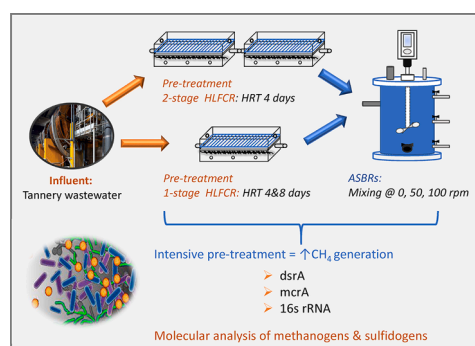 Pre-treatment
2-stage HLFCR: HRT 4 days
Influent:
Tannery wastewater
Pre-treatment
1-stage HLFCR: HRT 4&8 days
ASBRs:
Mixing @ 0, 50, 100 rpm
Intensive pre-treatment = ↑CH₄ generation
➢ dsrA
➢ mcrA
➢ 16s rRNA
Molecular analysis of methanogens & sulfidogens